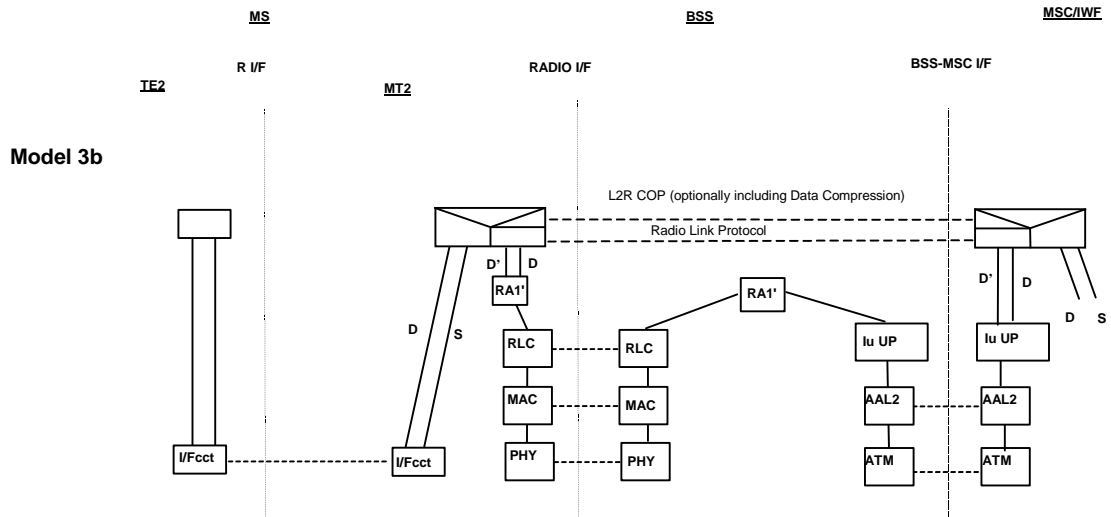 MS
BSS
MSC/IWF
R I/F
RADIO I/F
BSS-MSC I/F
TE2
MT2
Model 3b
L2R COP (optionally including Data Compression)
Radio Link Protocol
D’
D
D’
D
RA1'
RA1'
D
S
D
S
RLC
RLC
Iu UP
Iu UP
MAC
MAC
AAL2
AAL2
I/Fcct
I/Fcct
PHY
PHY
ATM
ATM